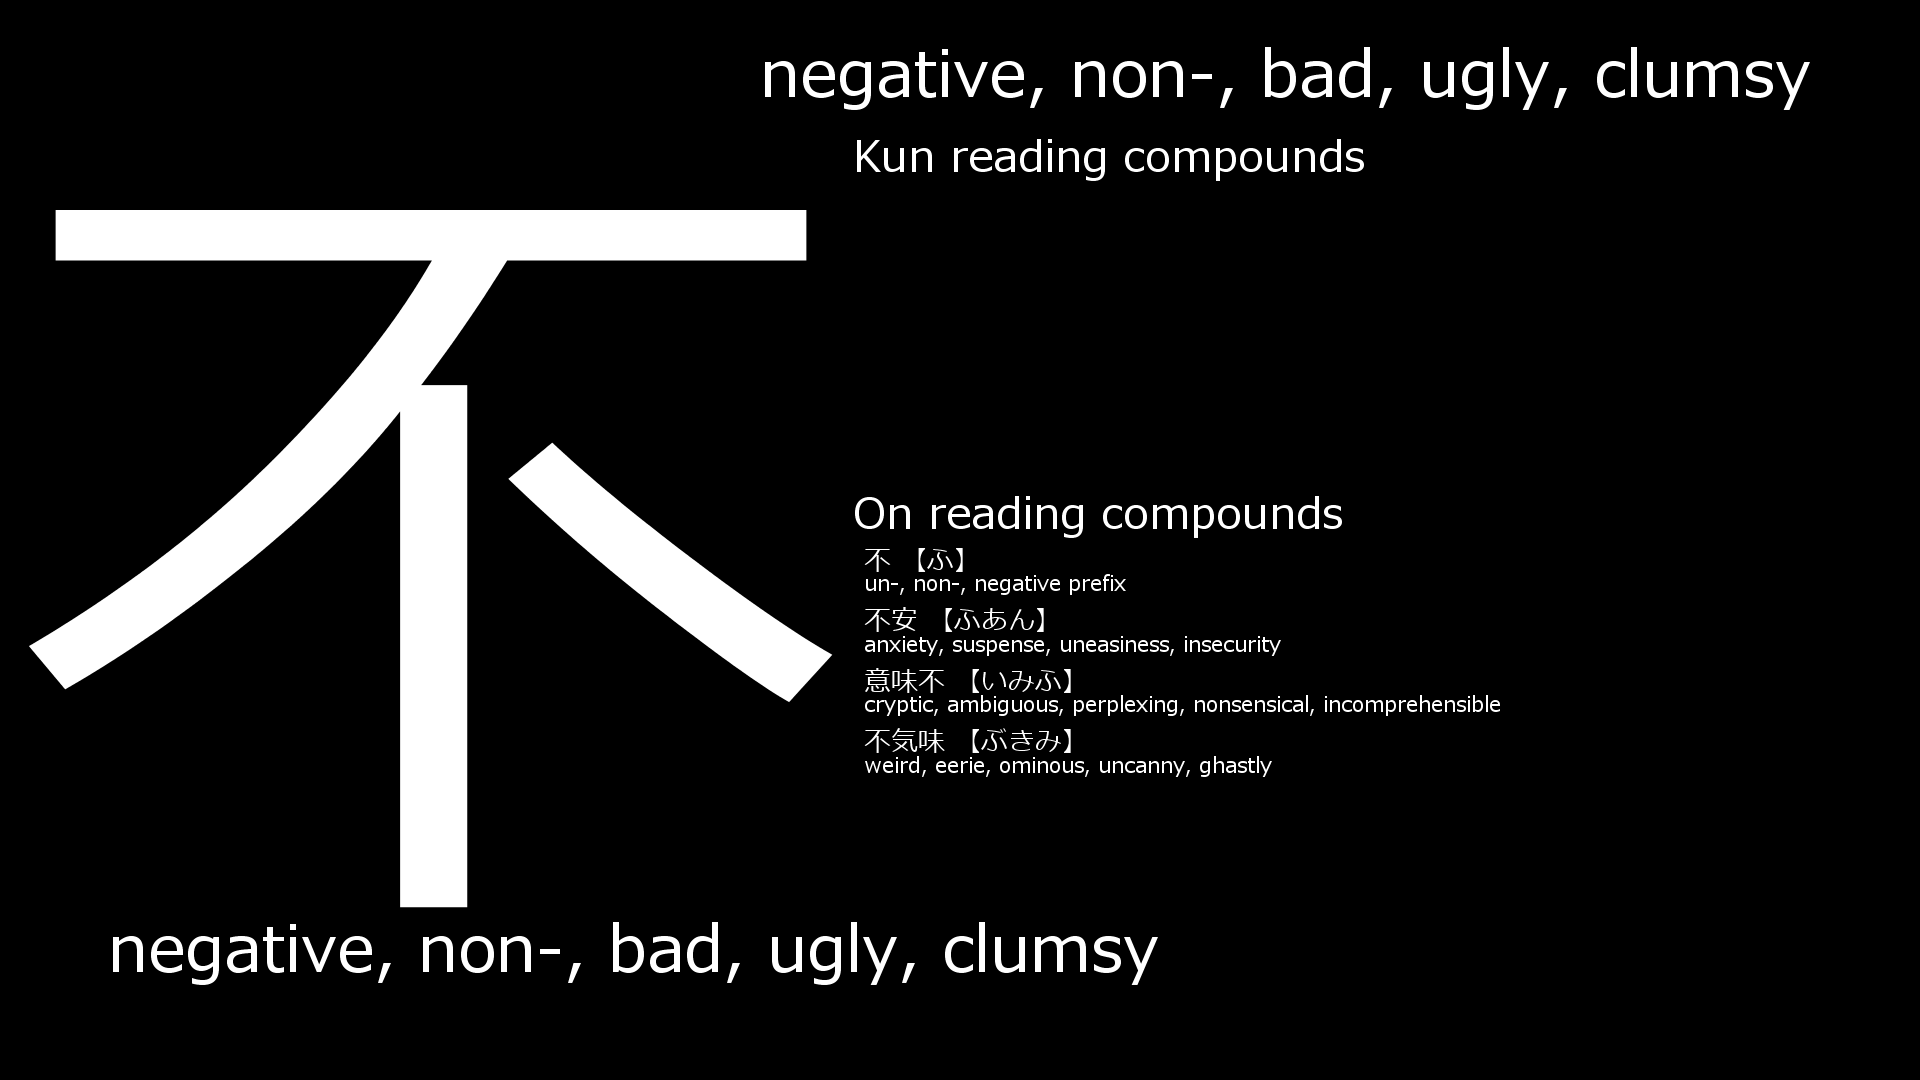 negative, non-, bad, ugly, clumsy
Kun reading compounds
不
On reading compounds
不 【ふ】
un-, non-, negative prefix
不安 【ふあん】
anxiety, suspense, uneasiness, insecurity
意味不 【いみふ】
cryptic, ambiguous, perplexing, nonsensical, incomprehensible
不気味 【ぶきみ】
weird, eerie, ominous, uncanny, ghastly
negative, non-, bad, ugly, clumsy